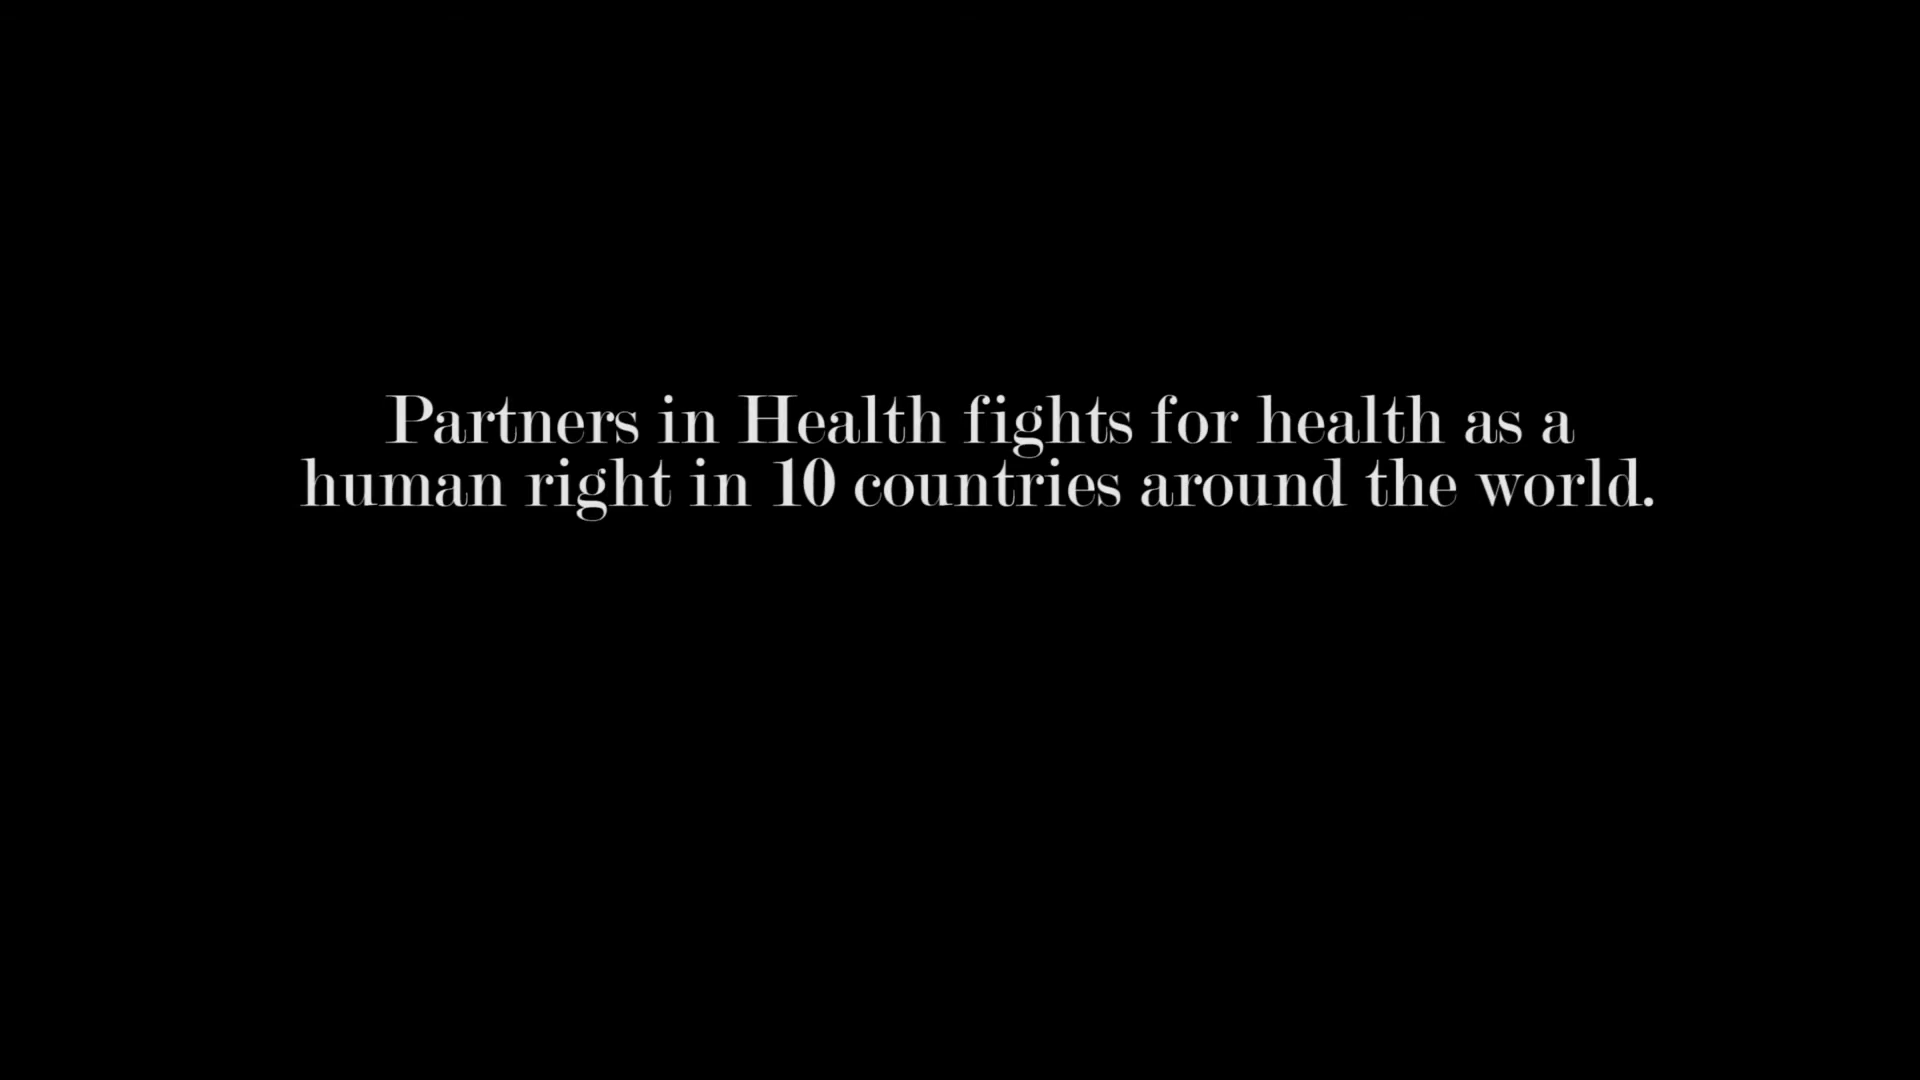 Partners in Health fights for health as a
human right in 10 countries around the world.